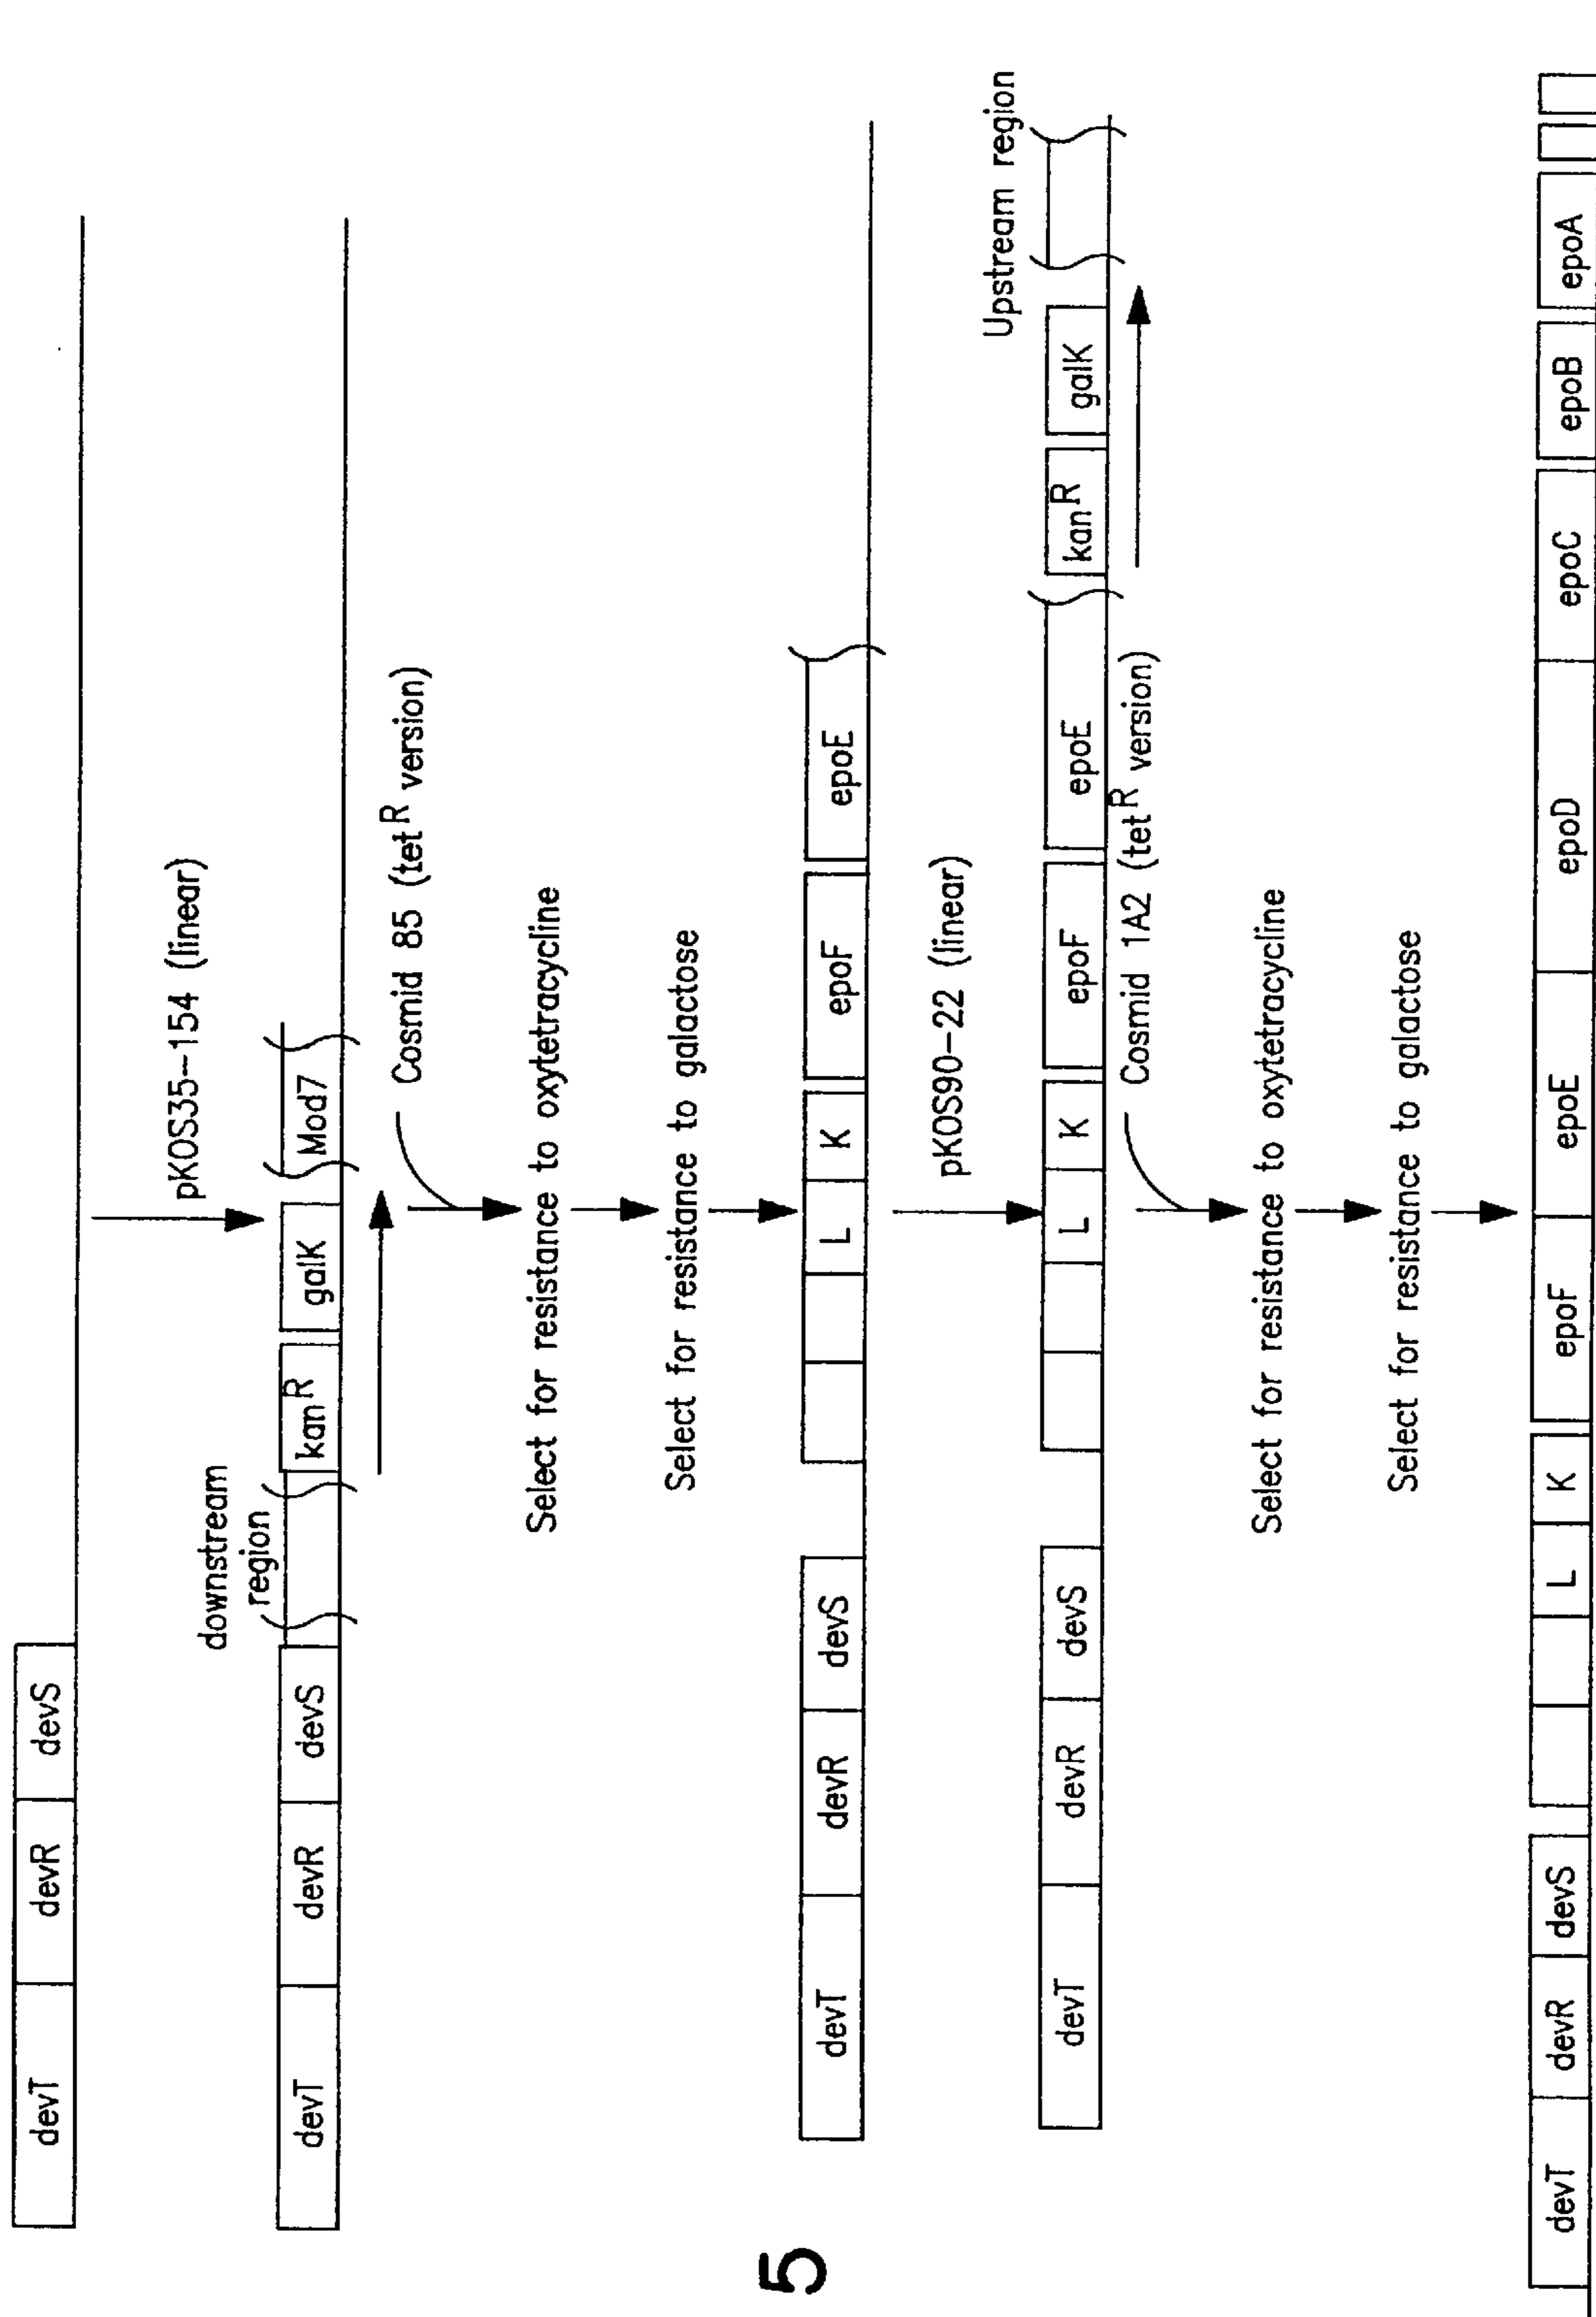 devT devR devS
pKOS35-154 (linear)
downstream
region
devT devR devS kanR galK Mod7
Cosmid 85 (tetR version)
Select for resistance to oxytetracycline
Select for resistance to galactose
devT devR devS L K epoF epoE
pKOS90-22 (linear)
Upstream region
devT devR devS L K epoF epoE kanR galK
Cosmid 1A2 (tetR version)
Select for resistance to oxytetracycline
Select for resistance to galactose
devT devR devS L K epoF epoE epoD epoC epoB epoA
5